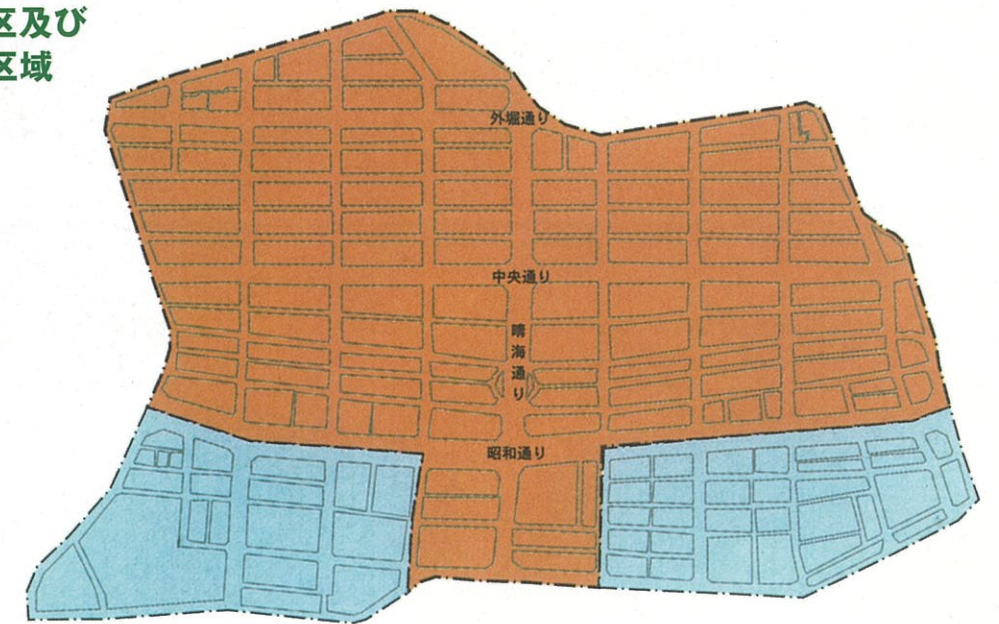 区及び
区域
外堀通り
中央通り
晴海通り
昭和通り